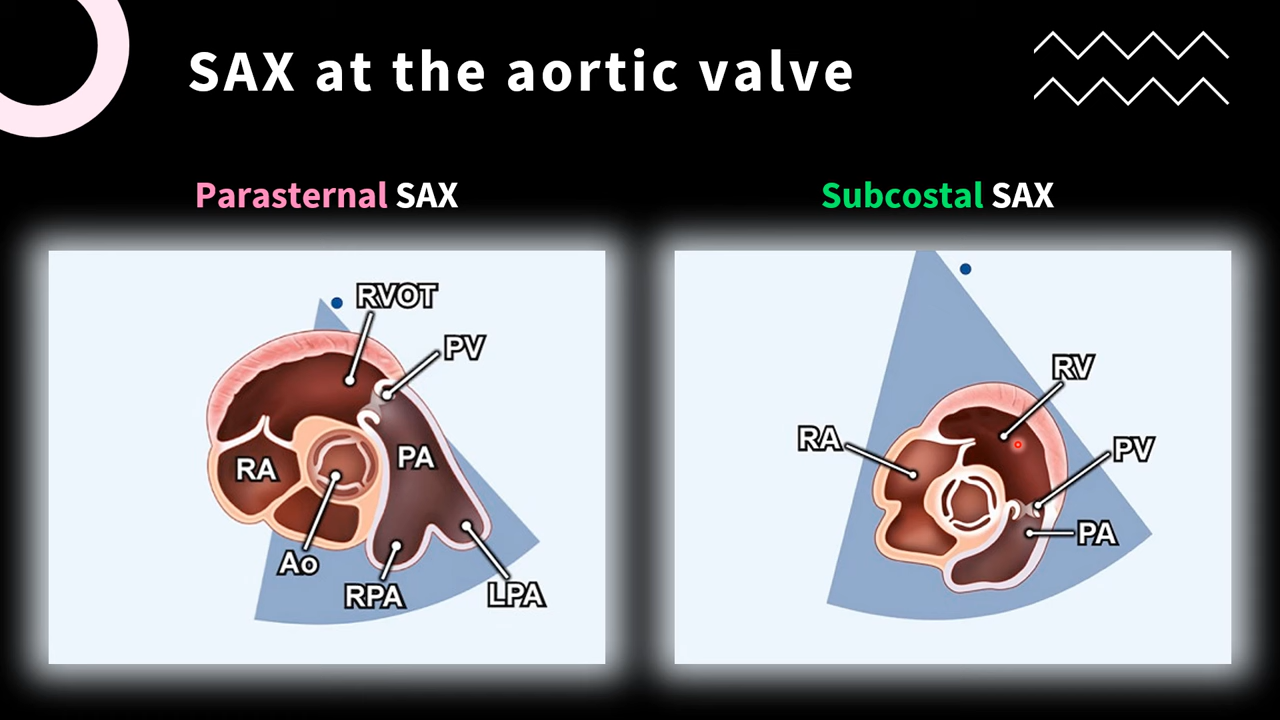 SAX at the aortic valve
Parasternal SAX
RVOT
PV
RA
PA
Ao
RPA
LPA
Subcostal SAX
RV
RA
PV
PA